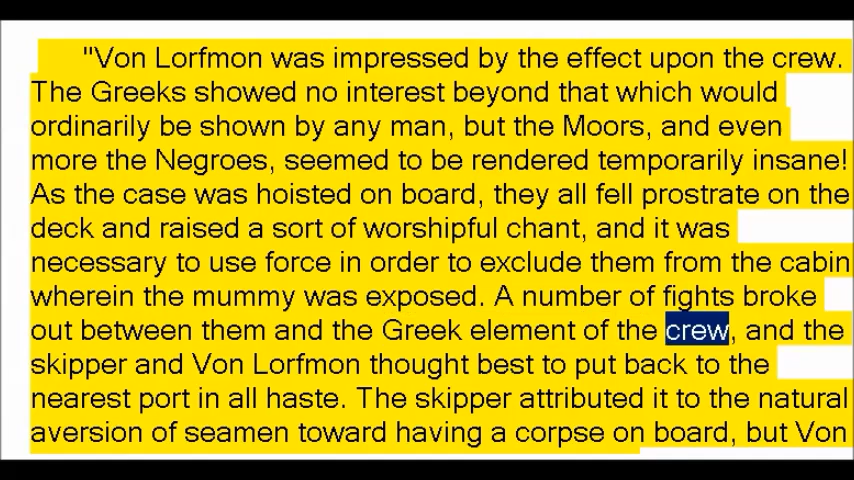 "Von Lorfmon was impressed by the effect upon the crew.
The Greeks showed no interest beyond that which would
ordinarily be shown by any man, but the Moors, and even
more the Negroes, seemed to be rendered temporarily insane!
As the case was hoisted on board, they all fell prostrate on the
deck and raised a sort of worshipful chant, and it was
necessary to use force in order to exclude them from the cabin
wherein the mummy was exposed. A number of fights broke
out between them and the Greek element of the crew, and the
skipper and Von Lorfmon thought best to put back to the
nearest port in all haste. The skipper attributed it to the natural
aversion of seamen toward having a corpse on board, but Von